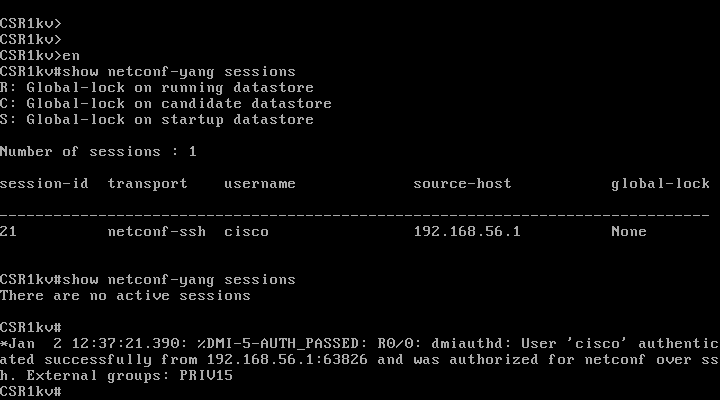 CSR1kv>
CSR1kv>
CSR1kv>en
CSR1kv#show netconf-yang sessions
R: Global-lock on running datastore
C: Global-lock on candidate datastore
S: Global-lock on startup datastore
Number of sessions : 1
session-id  transport    username             source-host           global-lock
-------------------------------------------------------------------------------
21          netconf-ssh  cisco                192.168.56.1          None
CSR1kv#show netconf-yang sessions
There are no active sessions
CSR1kv#
*Jan  2 12:37:21.390: %DMI-5-AUTH_PASSED: R0/0: dmiauthd: User 'cisco' authentic
ated successfully from 192.168.56.1:63826 and was authorized for netconf over ss
h. External groups: PRIV15
CSR1kv#